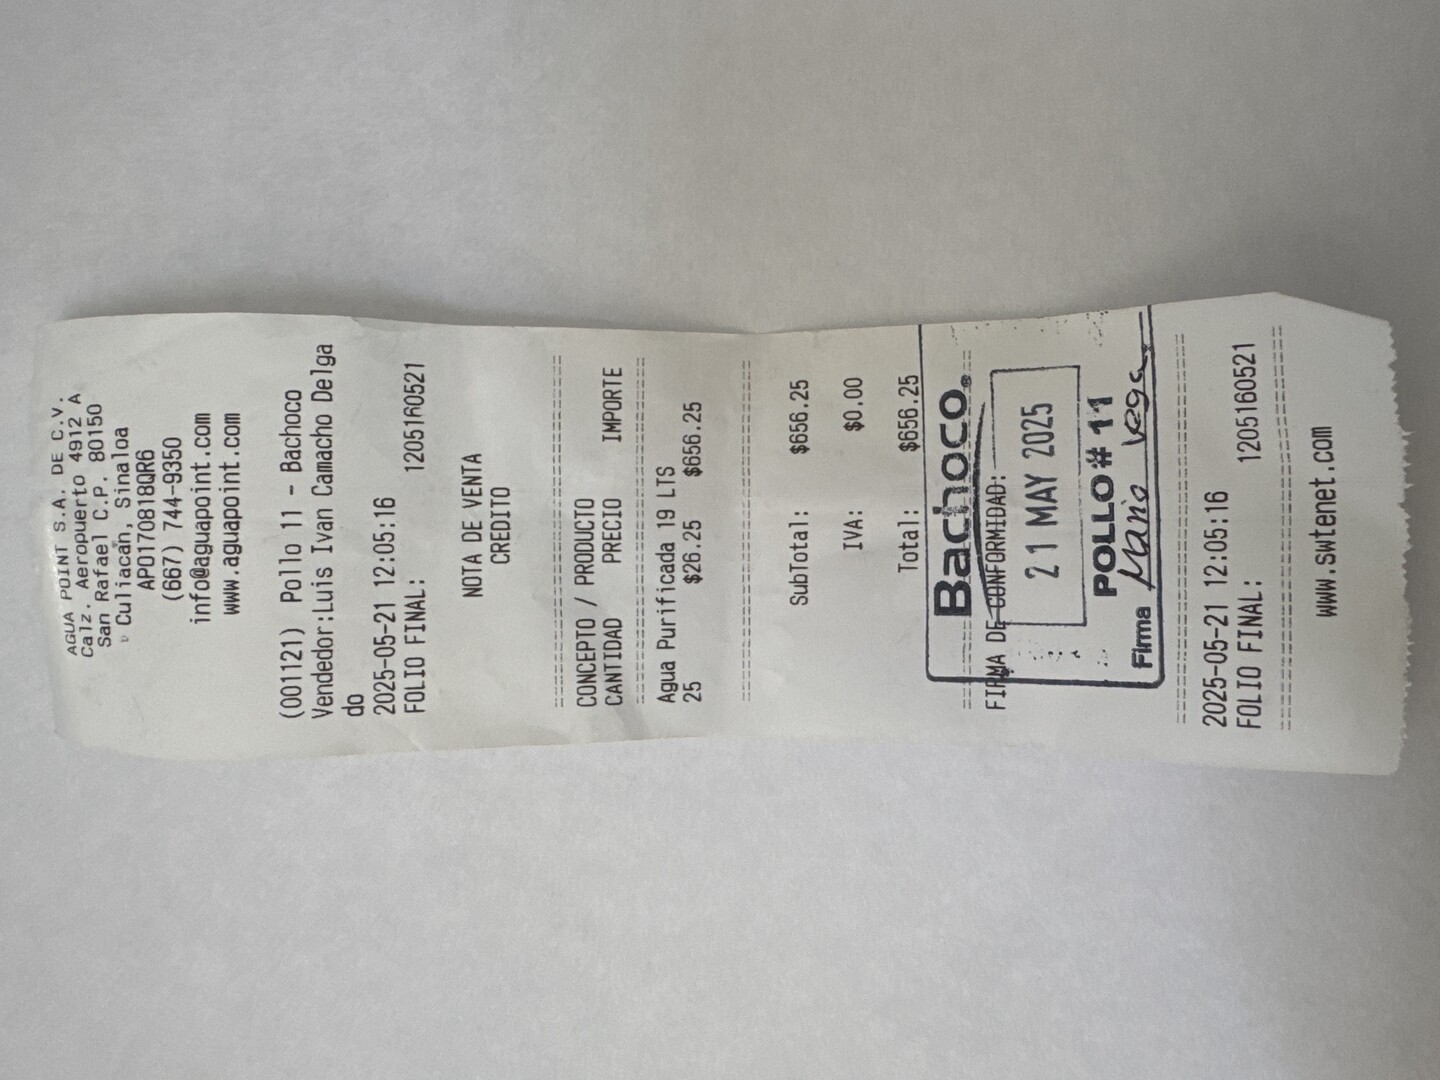 AGUA POINT S.A. DE C.V.
Calz. Aeropuerto 4912 A
San Rafael C.P. 80150
Culiacán, Sinaloa
APO170818QR6
(667) 744-9350
info@aguapoint.com
www.aguapoint.com
(001121) Pollo 11 - Bachoco
Vendedor:Luis Ivan Camacho Delga
do
2025-05-21 12:05:16
FOLIO FINAL: 1205160521
NOTA DE VENTA
CREDITO
CONCEPTO / PRODUCTO
CANTIDAD PRECIO IMPORTE
Agua Purificada 19 LTS
25 $26.25 $656.25
SubTotal: $656.25
IVA: $0.00
Total: $656.25
Bachoco
FIRMA DE CONFORMIDAD:
21 MAY 2025
POLLO # 11
Firma Mario Vega
2025-05-21 12:05:16
FOLIO FINAL: 1205160521
www.swtenet.com